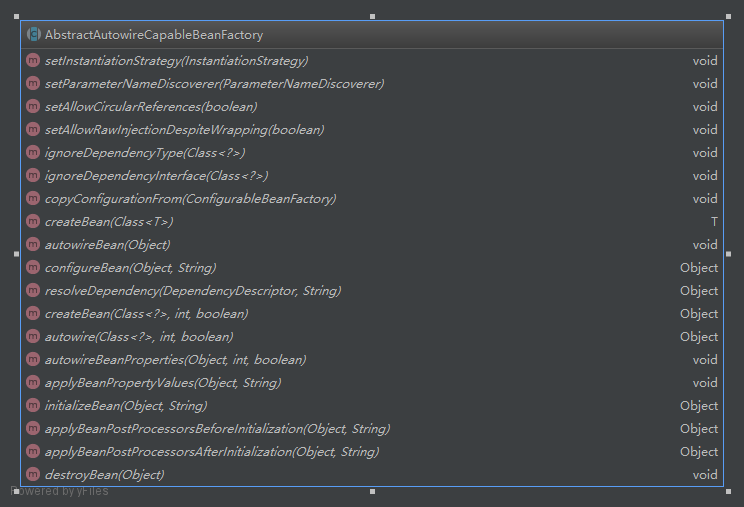 AbstractAutowireCapableBeanFactory
setInstantiationStrategy(InstantiationStrategy) void
setParameterNameDiscoverer(ParameterNameDiscoverer) void
setAllowCircularReferences(boolean) void
setAllowRawInjectionDespiteWrapping(boolean) void
ignoreDependencyType(Class<?>) void
ignoreDependencyInterface(Class<?>) void
copyConfigurationFrom(ConfigurableBeanFactory) void
createBean(Class<T>) T
autowireBean(Object) void
configureBean(Object, String) Object
resolveDependency(DependencyDescriptor, String) Object
createBean(Class<?>, int, boolean) Object
autowire(Class<?>, int, boolean) Object
autowireBeanProperties(Object, int, boolean) void
applyBeanPropertyValues(Object, String) void
initializeBean(Object, String) Object
applyBeanPostProcessorsBeforeInitialization(Object, String) Object
applyBeanPostProcessorsAfterInitialization(Object, String) Object
destroyBean(Object) void
Powered by yFiles